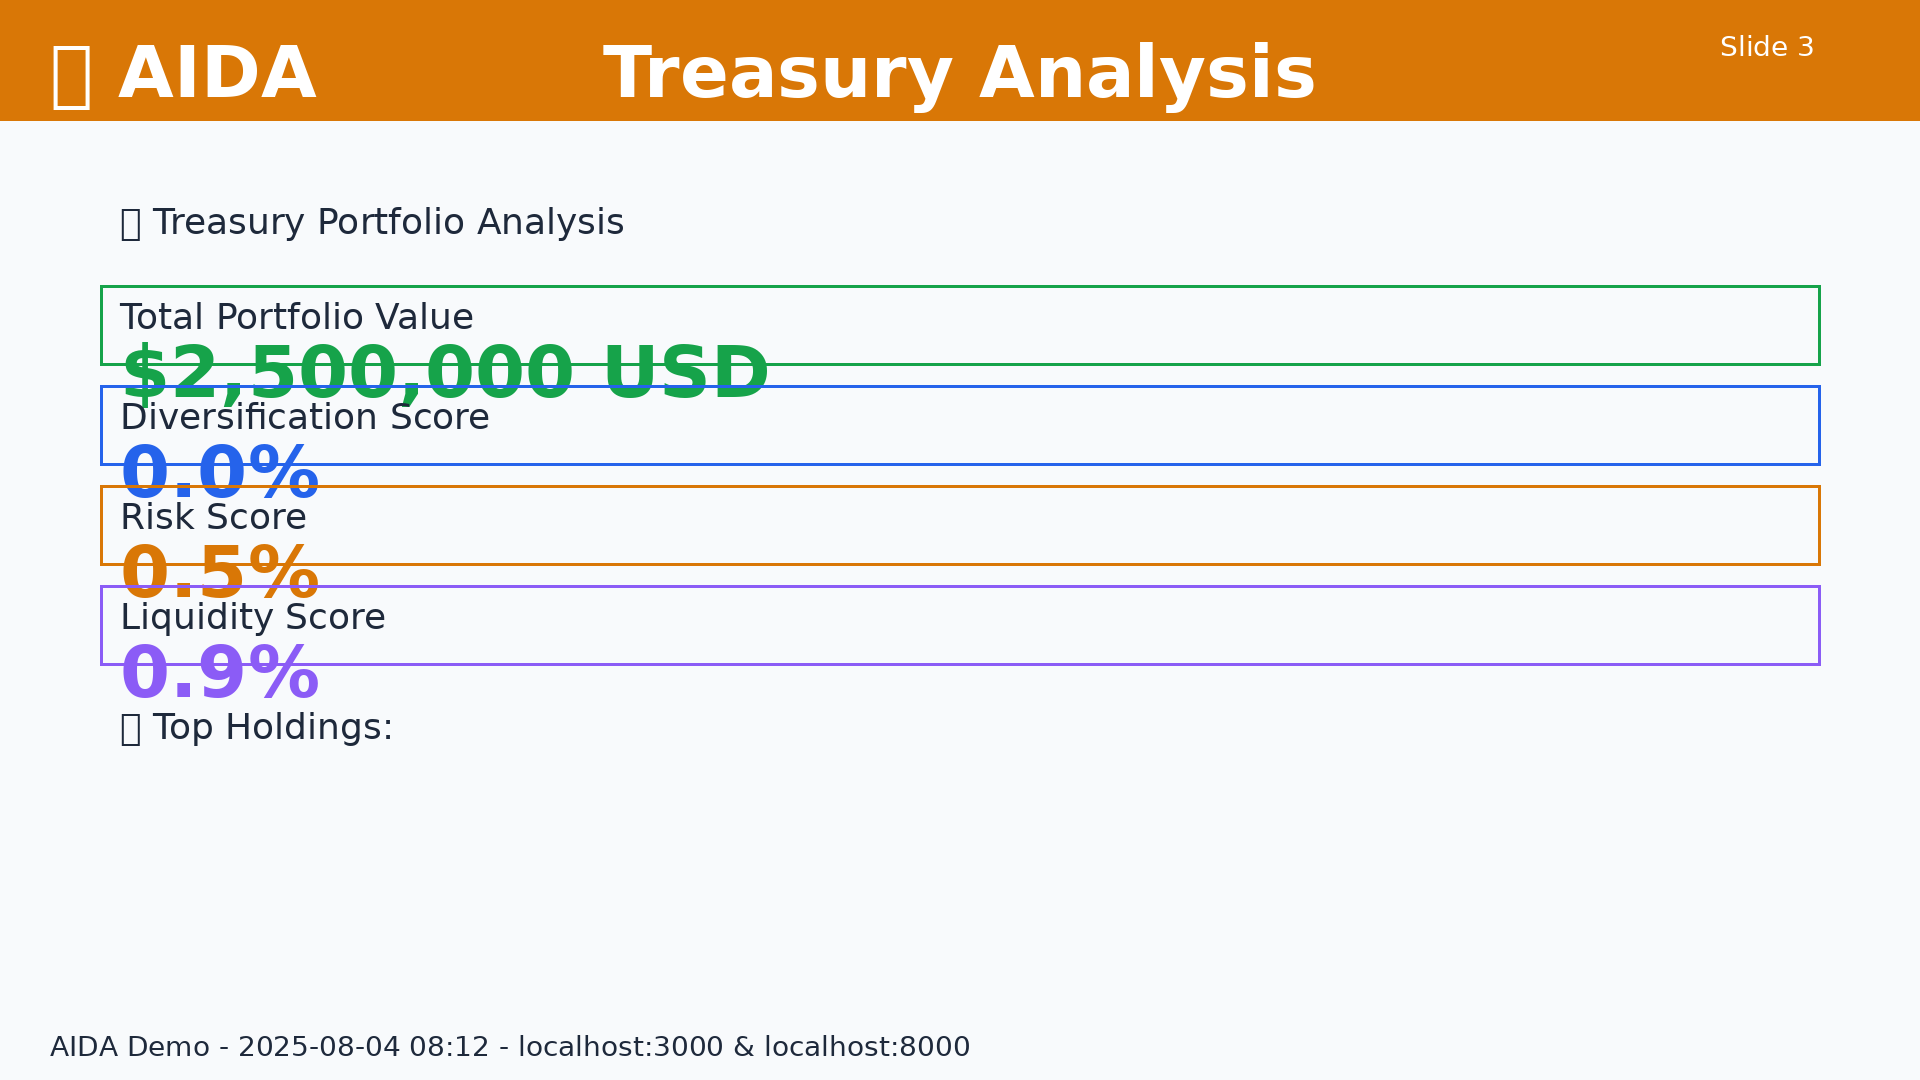 AIDA
Treasury Analysis
Slide 3
Treasury Portfolio Analysis
Total Portfolio Value
$2,500,000 USD
Diversification Score
0.0%
Risk Score
0.5%
Liquidity Score
0.9%
Top Holdings:
AIDA Demo - 2025-08-04 08:12 - localhost:3000 & localhost:8000